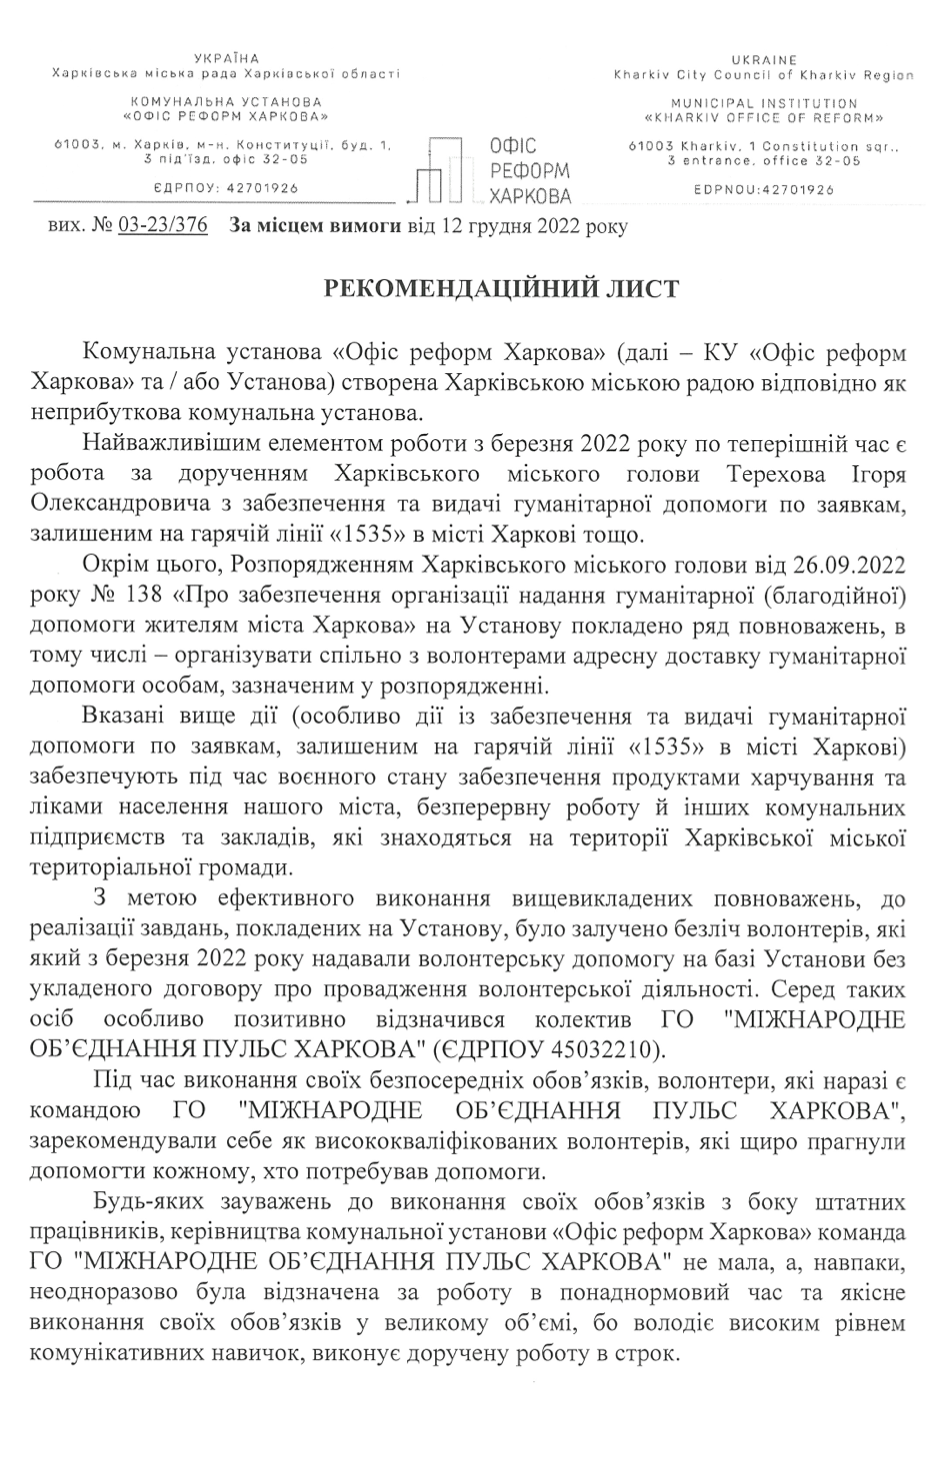 УКРАЇНА
Харківська міська рада Харківської області
КОМУНАЛЬНА УСТАНОВА
«ОФІС РЕФОРМ ХАРКОВА»
61003, м. Харків, м-н. Конституції, буд. 1,
3 під'їзд, офіс 32-05
ЄДРПОУ: 42701926
ОФІС
РЕФОРМ
ХАРКОВА
UKRAINE
Kharkiv City Council of Kharkiv Region
MUNICIPAL INSTITUTION
«KHARKIV OFFICE OF REFORM»
61003 Kharkiv, 1 Constitution sqr.,
3 entrance, office 32-05
EDPNOU:42701926
вих. № 03-23/376 За місцем вимоги від 12 грудня 2022 року
РЕКОМЕНДАЦІЙНИЙ ЛИСТ
Комунальна установа «Офіс реформ Харкова» (далі – КУ «Офіс реформ
Харкова» та / або Установа) створена Харківською міською радою відповідно як
неприбуткова комунальна установа.
Найважливішим елементом роботи з березня 2022 року по теперішній час є
робота за дорученням Харківського міського голови Терехова Ігоря
Олександровича з забезпечення та видачі гуманітарної допомоги по заявкам,
залишеним на гарячій лінії «1535» в місті Харкові тощо.
Окрім цього, Розпорядженням Харківського міського голови від 26.09.2022
року № 138 «Про забезпечення організації надання гуманітарної (благодійної)
допомоги жителям міста Харкова» на Установу покладено ряд повноважень, в
тому числі – організувати спільно з волонтерами адресну доставку гуманітарної
допомоги особам, зазначеним у розпорядженні.
Вказані вище дії (особливо дії із забезпечення та видачі гуманітарної
допомоги по заявкам, залишеним на гарячій лінії «1535» в місті Харкові)
забезпечують під час воєнного стану забезпечення продуктами харчування та
ліками населення нашого міста, безперервну роботу й інших комунальних
підприємств та закладів, які знаходяться на території Харківської міської
територіальної громади.
З метою ефективного виконання вищевикладених повноважень, до
реалізації завдань, покладених на Установу, було залучено безліч волонтерів, які
який з березня 2022 року надавали волонтерську допомогу на базі Установи без
укладеного договору про провадження волонтерської діяльності. Серед таких
осіб особливо позитивно відзначився колектив ГО "МІЖНАРОДНЕ
ОБ’ЄДНАННЯ ПУЛЬС ХАРКОВА" (ЄДРПОУ 45032210).
Під час виконання своїх безпосередніх обов’язків, волонтери, які наразі є
командою ГО "МІЖНАРОДНЕ ОБ’ЄДНАННЯ ПУЛЬС ХАРКОВА",
зарекомендували себе як висококваліфікованих волонтерів, які щиро прагнули
допомогти кожному, хто потребував допомоги.
Будь-яких зауважень до виконання своїх обов’язків з боку штатних
працівників, керівництва комунальної установи «Офіс реформ Харкова» команда
ГО "МІЖНАРОДНЕ ОБ’ЄДНАННЯ ПУЛЬС ХАРКОВА" не мала, а, навпаки,
неодноразово була відзначена за роботу в понаднормовий час та якісне
виконання своїх обов’язків у великому об’ємі, бо володіє високим рівнем
комунікативних навичок, виконує доручену роботу в строк.